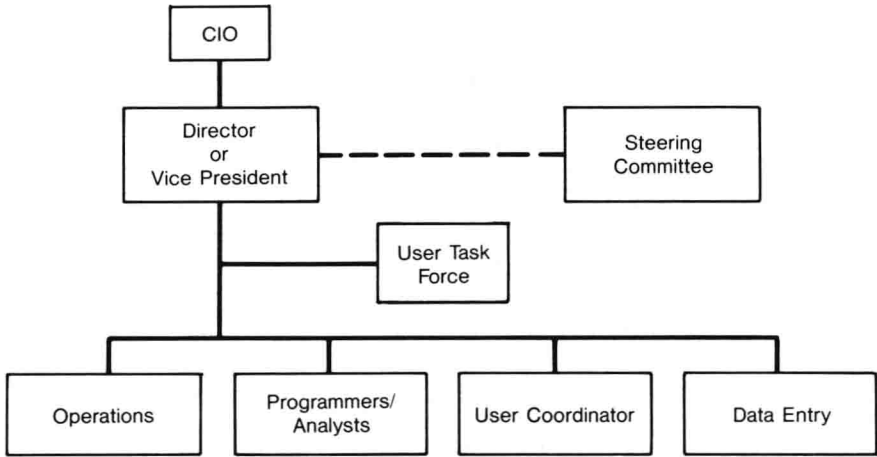 CIO
Director
or
Vice President
Steering
Committee
User Task
Force
Operations
Programmers/
Analysts
User Coordinator
Data Entry